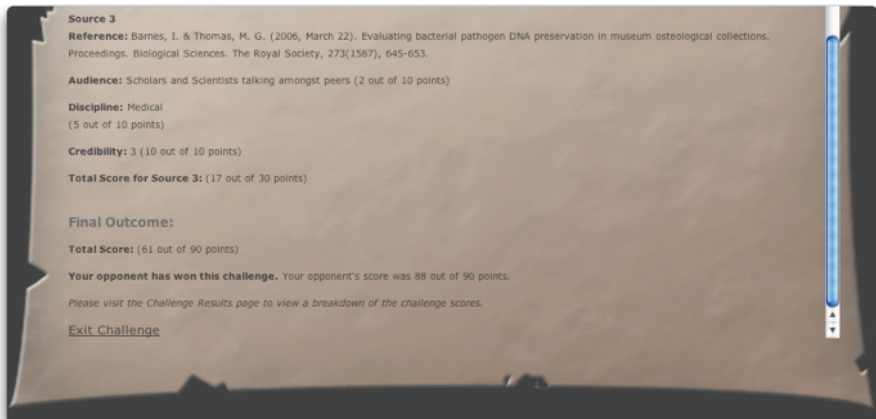 Source 3
Reference: Barnes, I. & Thomas, M. G. (2006, March 22). Evaluating bacterial pathogen DNA preservation in museum osteological collections.
Proceedings. Biological Sciences. The Royal Society, 273(1587), 645-653.
Audience: Scholars and Scientists talking amongst peers (2 out of 10 points)
Discipline: Medical
(5 out of 10 points)
Credibility: 3 (10 out of 10 points)
Total Score for Source 3: (17 out of 30 points)
Final Outcome:
Total Score: (61 out of 90 points)
Your opponent has won this challenge. Your opponent's score was 88 out of 90 points.
Please visit the Challenge Results page to view a breakdown of the challenge scores.
Exit Challenge